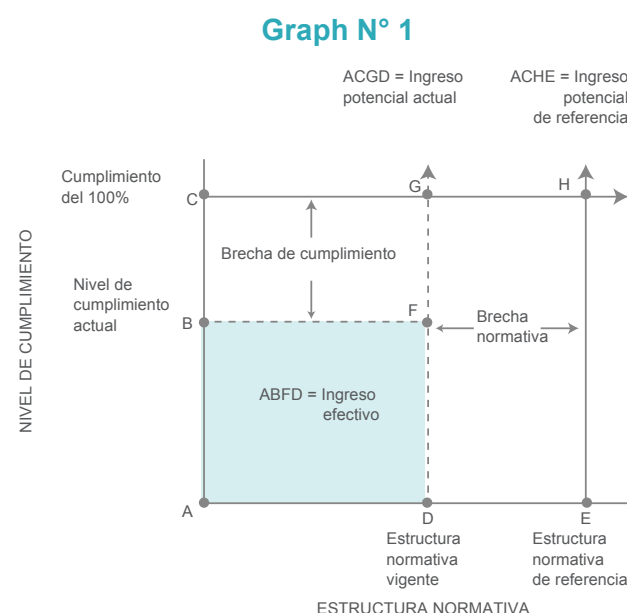 Graph N° 1
ACGD = Ingreso
potencial actual
ACHE = Ingreso
potencial
de referencia
Cumplimiento
del 100%
C
G
H
Brecha de cumplimiento
NIVEL DE CUMPLIMIENTO
Nivel de
cumplimiento
actual
B
F
Brecha
normativa
ABFD = Ingreso
efectivo
A
D
E
Estructura
normativa
vigente
Estructura
normativa
de referencia
ESTRUCTURA NORMATIVA